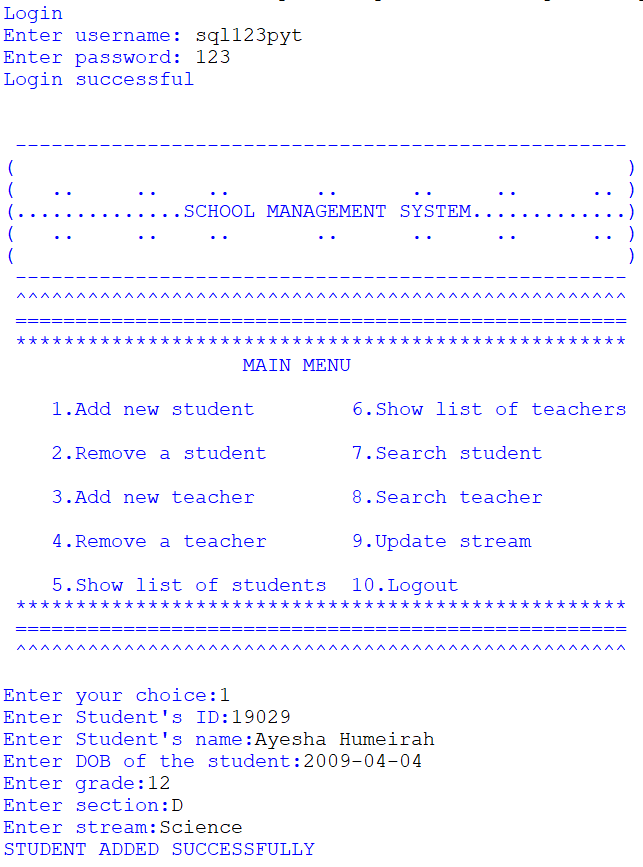 Login
Enter username: sql123pyt
Enter password: 123
Login successful
----------------------------------------------------
(                                                   )
(   ..     ..    ..       ..      ..     ..      .. )
(..............SCHOOL MANAGEMENT SYSTEM.............)
(   ..     ..    ..       ..      ..     ..      .. )
(                                                   )
----------------------------------------------------
^^^^^^^^^^^^^^^^^^^^^^^^^^^^^^^^^^^^^^^^^^^^^^^^^^^
===================================================
***************************************************
MAIN MENU
1.Add new student        6.Show list of teachers
2.Remove a student       7.Search student
3.Add new teacher        8.Search teacher
4.Remove a teacher       9.Update stream
5.Show list of students  10.Logout
***************************************************
===================================================
^^^^^^^^^^^^^^^^^^^^^^^^^^^^^^^^^^^^^^^^^^^^^^^^^^^
Enter your choice:1
Enter Student's ID:19029
Enter Student's name:Ayesha Humeirah
Enter DOB of the student:2009-04-04
Enter grade:12
Enter section:D
Enter stream:Science
STUDENT ADDED SUCCESSFULLY